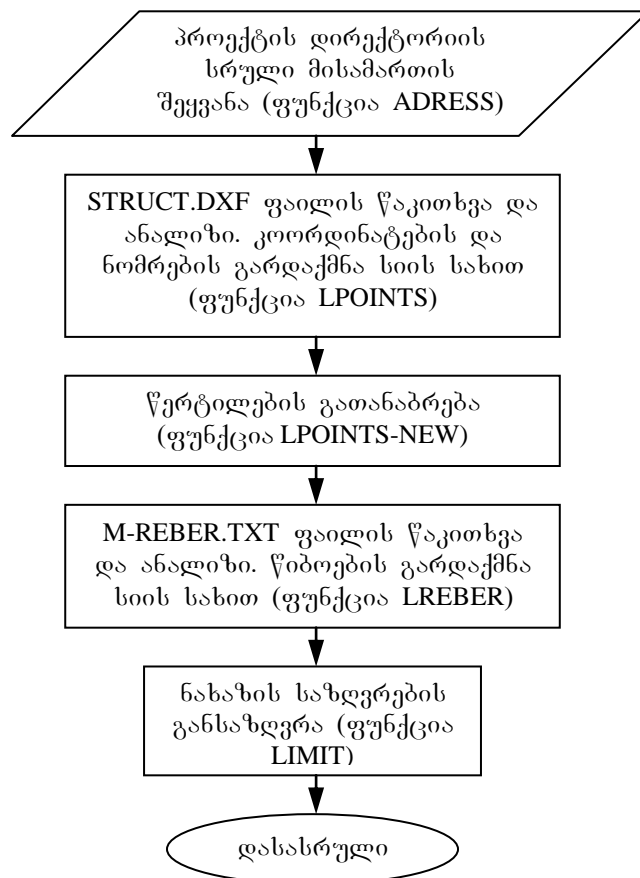 პროექტის დირექტორიის
სრული მისამართის
შეყვანა (ფუნქცია ADRESS)
STRUCT.DXF ფაილის წაკითხვა და
ანალიზი. კოორდინატების და
ნომრების გარდაქმნა სიის სახით
(ფუნქცია LPOINTS)
წერტილების გათანაბრება
(ფუნქცია LPOINTS-NEW)
M-REBER.TXT ფაილის წაკითხვა
და ანალიზი. წიბოების გარდაქმნა
სიის სახით (ფუნქცია LREBER)
ნახაზის საზღვრების
განსაზღვრა (ფუნქცია
LIMIT)
დასასრული